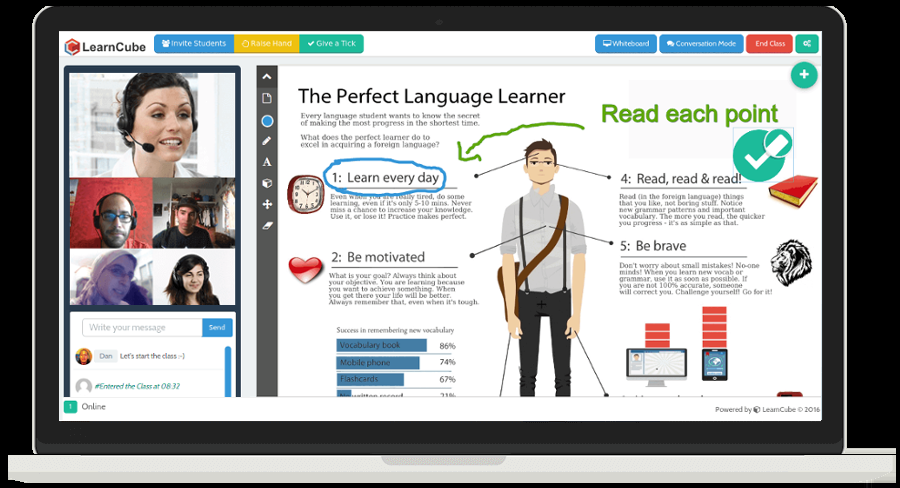 LearnCube
Invite Students
Raise Hand
Give a Tick
Whiteboard
Conversation Mode
End Class
The Perfect Language Learner
Every language student wants to know the secret
of making the most progress in the shortest time.
What does the perfect learner do to
excel in acquiring a foreign language?
Read each point
1: Learn every day
Even when you are really tired, do some
learning, even if it's only 5-10 mins. Never
miss a chance to increase your knowledge.
Use it, or lose it! Practice makes perfect.
2: Be motivated
What is your goal? Always think about
your objective. You are learning because
you want to achieve something. When
you get there your life will be better.
Always remember that, even when it's tough.
Success in remembering new vocabulary
Vocabulary book 86%
Mobile phone 74%
Flashcards 67%
No written record 21%
4: Read, read & read!
Read (in the foreign language) things
that you like, not boring stuff. Notice
new grammar patterns and important
vocabulary. The more you read, the quicker
you progress - it's as simple as that.
5: Be brave
Don't worry about small mistakes! No-one
minds! When you learn new vocab or
grammar, use it as soon as possible. If
you are not 100% accurate, someone
will correct you. Challenge yourself! Go for it!
A
Write your message
Send
Dan
Let's start the class :-)
#Entered the Class at 08:32
1 Online
Powered by LearnCube © 2016